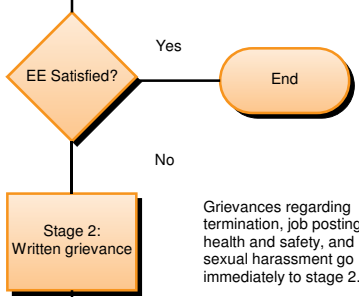 Yes
EE Satisfied?
End
No
Stage 2:
Written grievance
Grievances regarding
termination, job posting
health and safety, and
sexual harassment go
immediately to stage 2.